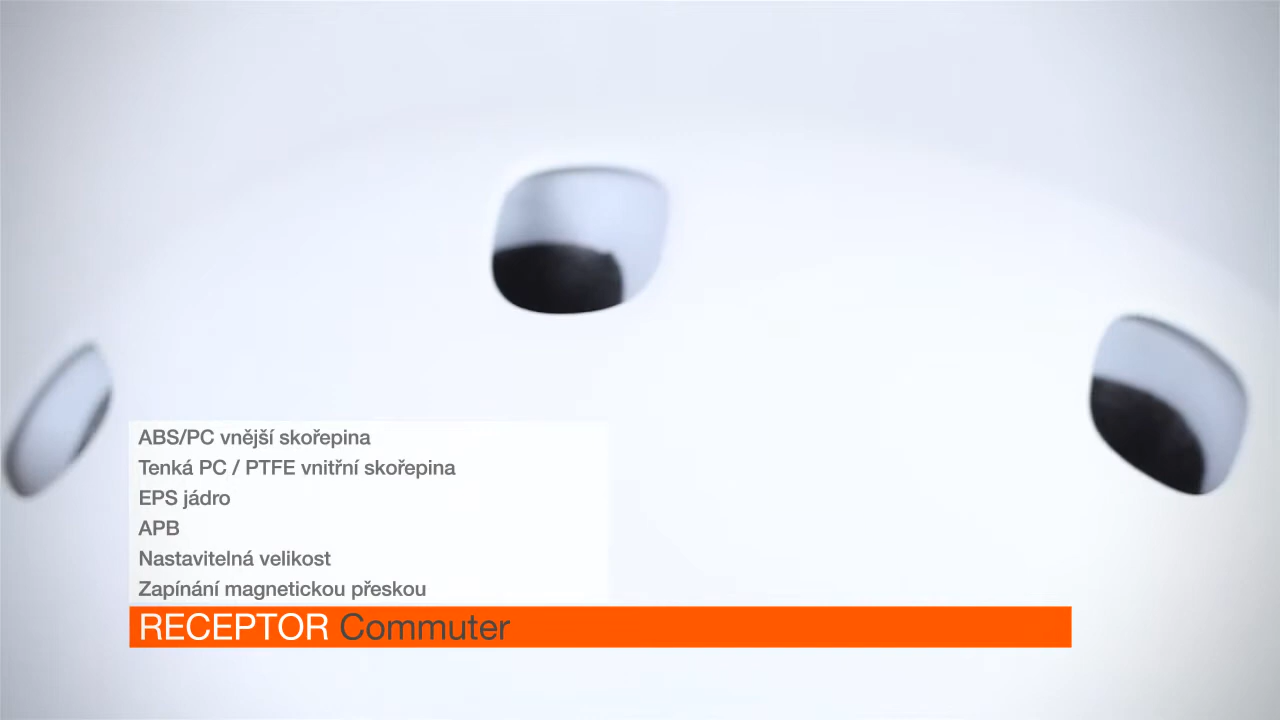 ABS/PC vnější skořepina
Tenká PC / PTFE vnitřní skořepina
EPS jádro
APB
Nastavitelná velikost
Zapínání magnetickou přeskou
RECEPTOR Commuter